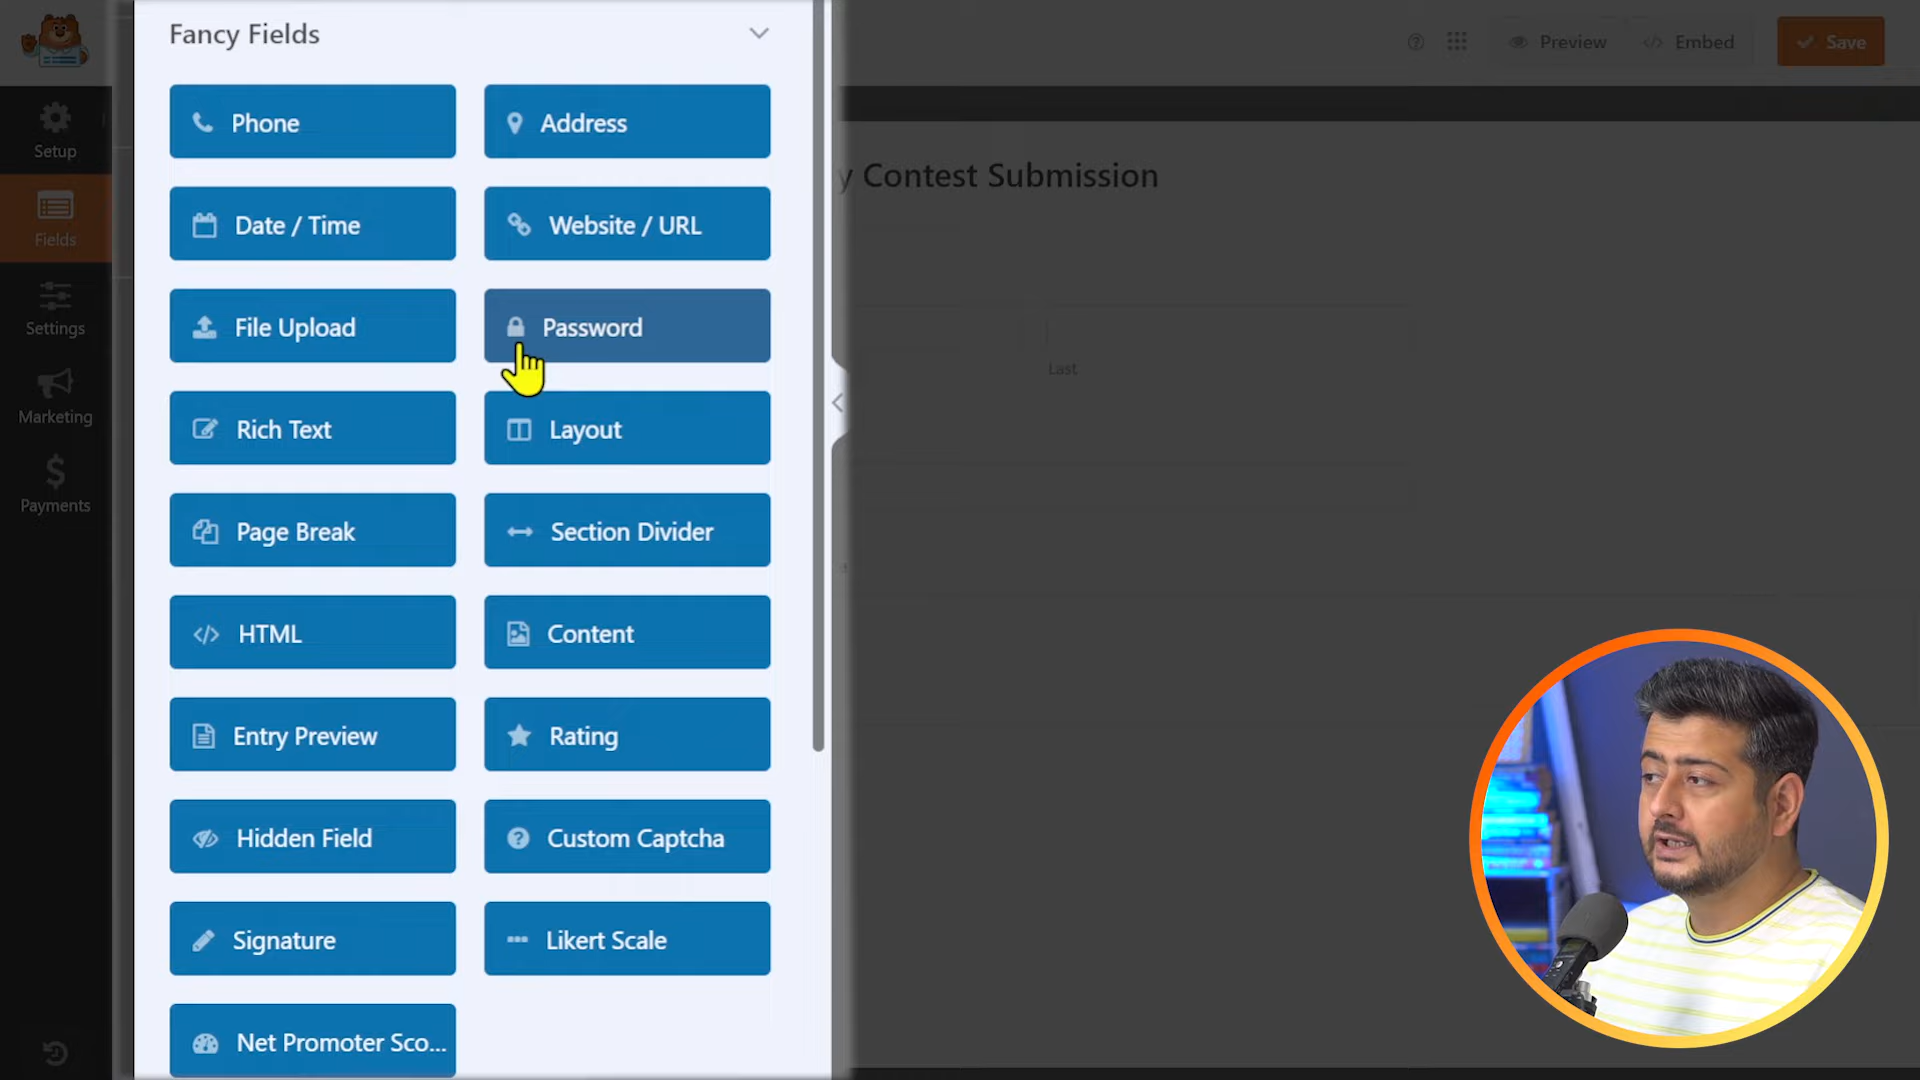 Fancy Fields
Preview
Embed
Save
Setup
Fields
Settings
Marketing
Payments
Phone
Address
Date / Time
Website / URL
File Upload
Password
Rich Text
Layout
Page Break
Section Divider
HTML
Content
Entry Preview
Rating
Hidden Field
Custom Captcha
Signature
Likert Scale
Net Promoter Sco...
y Contest Submission
Last